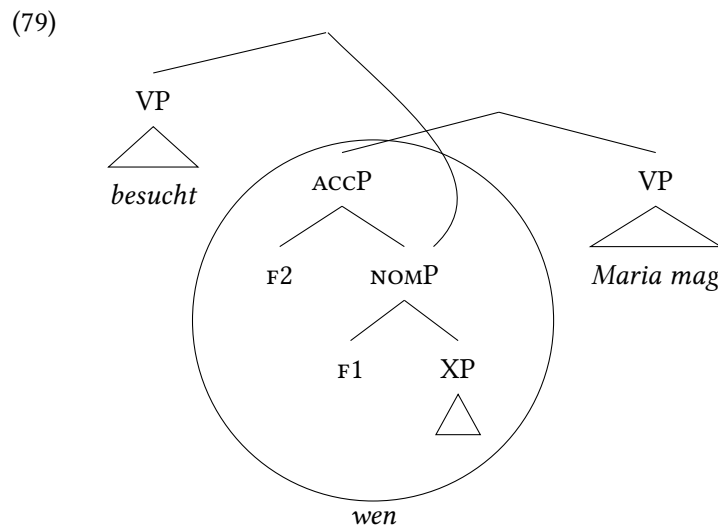 (79)
VP
besucht
ACCP
VP
F2
NOMP
Maria mag
F1
XP
wen